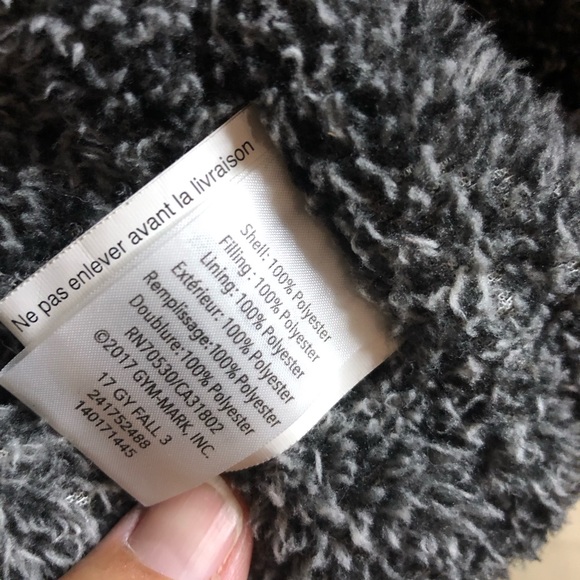 Ne pas enlever avant la livraison
Shell: 100% Polyester
Filling: 100% Polyester
Lining: 100% Polyester
Extérieur: 100% Polyester
Remplissage:100% Polyester
Doublure:100% Polyester
RN70530/CA31802
©2017 GYM-MARK, INC.
17 GY FALL 3
241752488
140171445